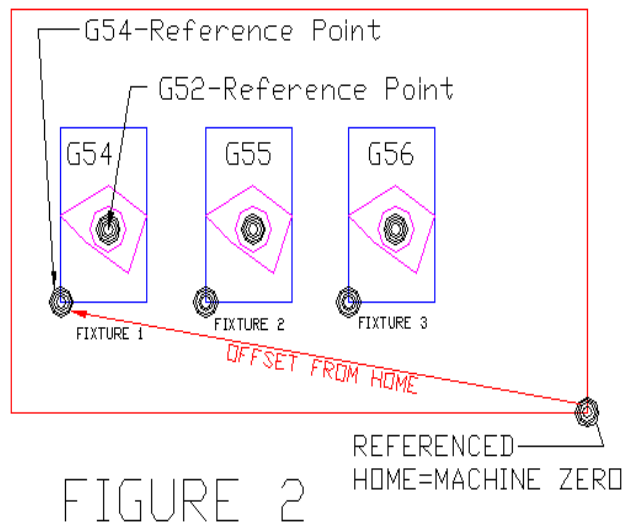 G54-Reference Point
G52-Reference Point
G54
G55
G56
FIXTURE 1
FIXTURE 2
FIXTURE 3
OFFSET FROM HOME
REFERENCED
HOME=MACHINE ZERO
FIGURE 2